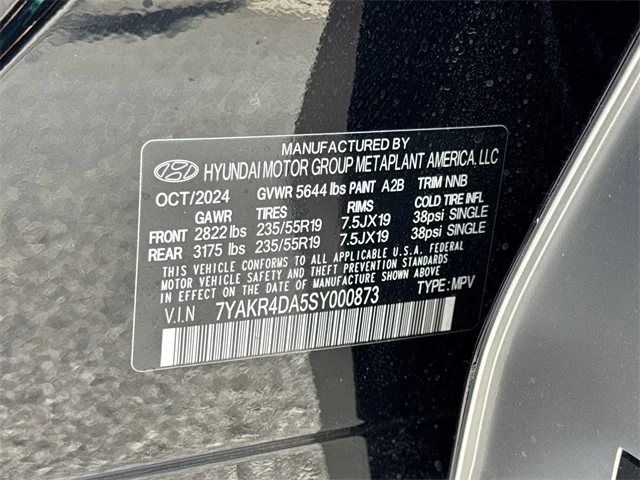 MANUFACTURED BY
HYUNDAI MOTOR GROUP METAPLANT AMERICA, LLC
OCT/2024 GVWR 5644 lbs PAINT A2B TRIM NNB
GAWR TIRES RIMS COLD TIRE INFL
FRONT 2822 lbs 235/55R19 7.5JX19 38psi SINGLE
REAR 3175 lbs 235/55R19 7.5JX19 38psi SINGLE
THIS VEHICLE CONFORMS TO ALL APPLICABLE U.S.A. FEDERAL
MOTOR VEHICLE SAFETY AND THEFT PREVENTION STANDARDS
IN EFFECT ON THE DATE OF MANUFACTURE SHOWN ABOVE.
V.I.N 7YAKR4DA5SY000873 TYPE: MPV